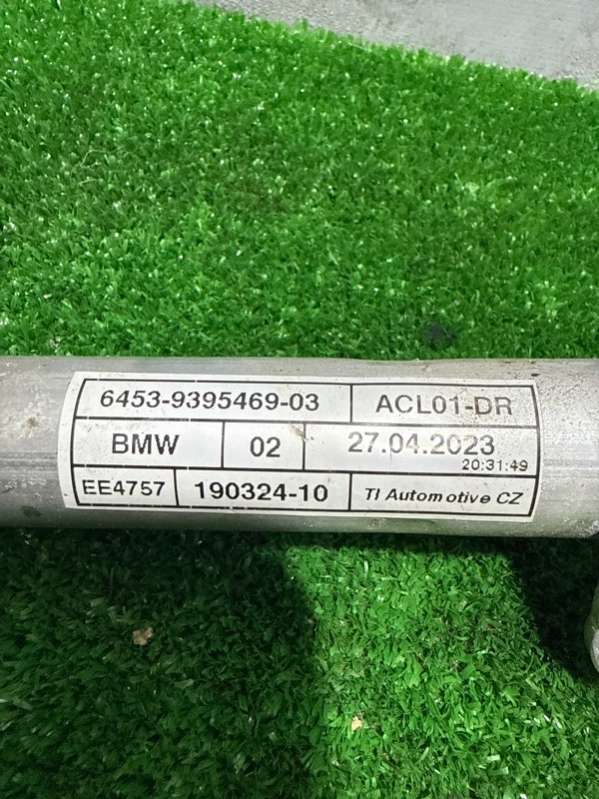 6453-9395469-03 ACL01-DR
BMW 02 27.04.2023
20:31:49
EE4757 190324-10 TI Automotive CZ